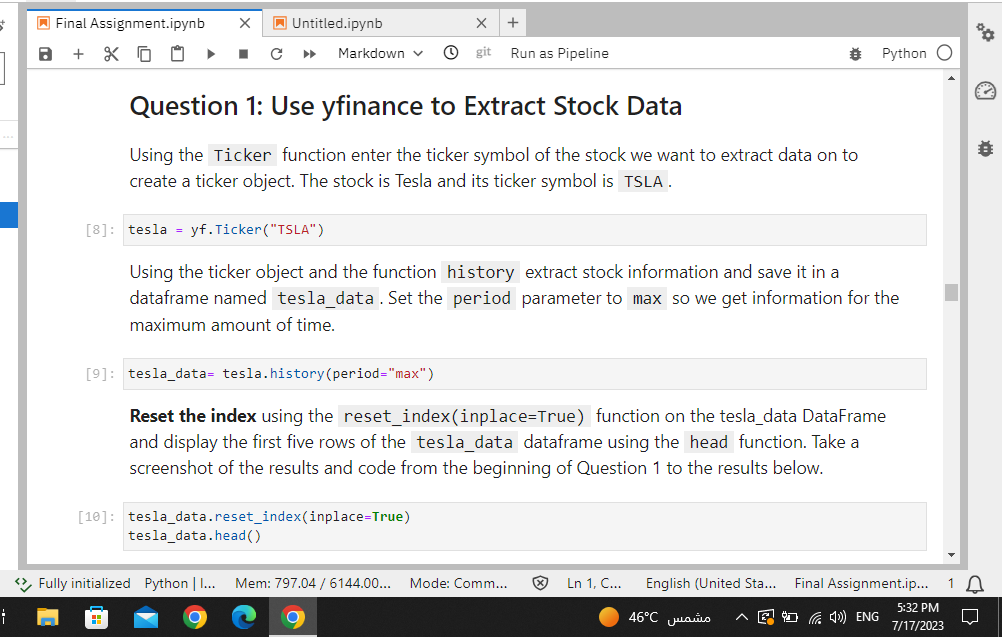 Final Assignment.ipynb
Untitled.ipynb
Markdown
git
Run as Pipeline
Python
Question 1: Use yfinance to Extract Stock Data
Using the Ticker function enter the ticker symbol of the stock we want to extract data on to
create a ticker object. The stock is Tesla and its ticker symbol is TSLA.
[8]: tesla = yf.Ticker("TSLA")
Using the ticker object and the function history extract stock information and save it in a
dataframe named tesla_data. Set the period parameter to max so we get information for the
maximum amount of time.
[9]: tesla_data= tesla.history(period="max")
Reset the index using the reset_index(inplace=True) function on the tesla_data DataFrame
and display the first five rows of the tesla_data dataframe using the head function. Take a
screenshot of the results and code from the beginning of Question 1 to the results below.
[10]: tesla_data.reset_index(inplace=True)
tesla_data.head()
Fully initialized Python | I... Mem: 797.04 / 6144.00... Mode: Comm... Ln 1, C... English (United Sta... Final Assignment.ip... 1
46°C مشمس ENG 5:32 PM
7/17/2023